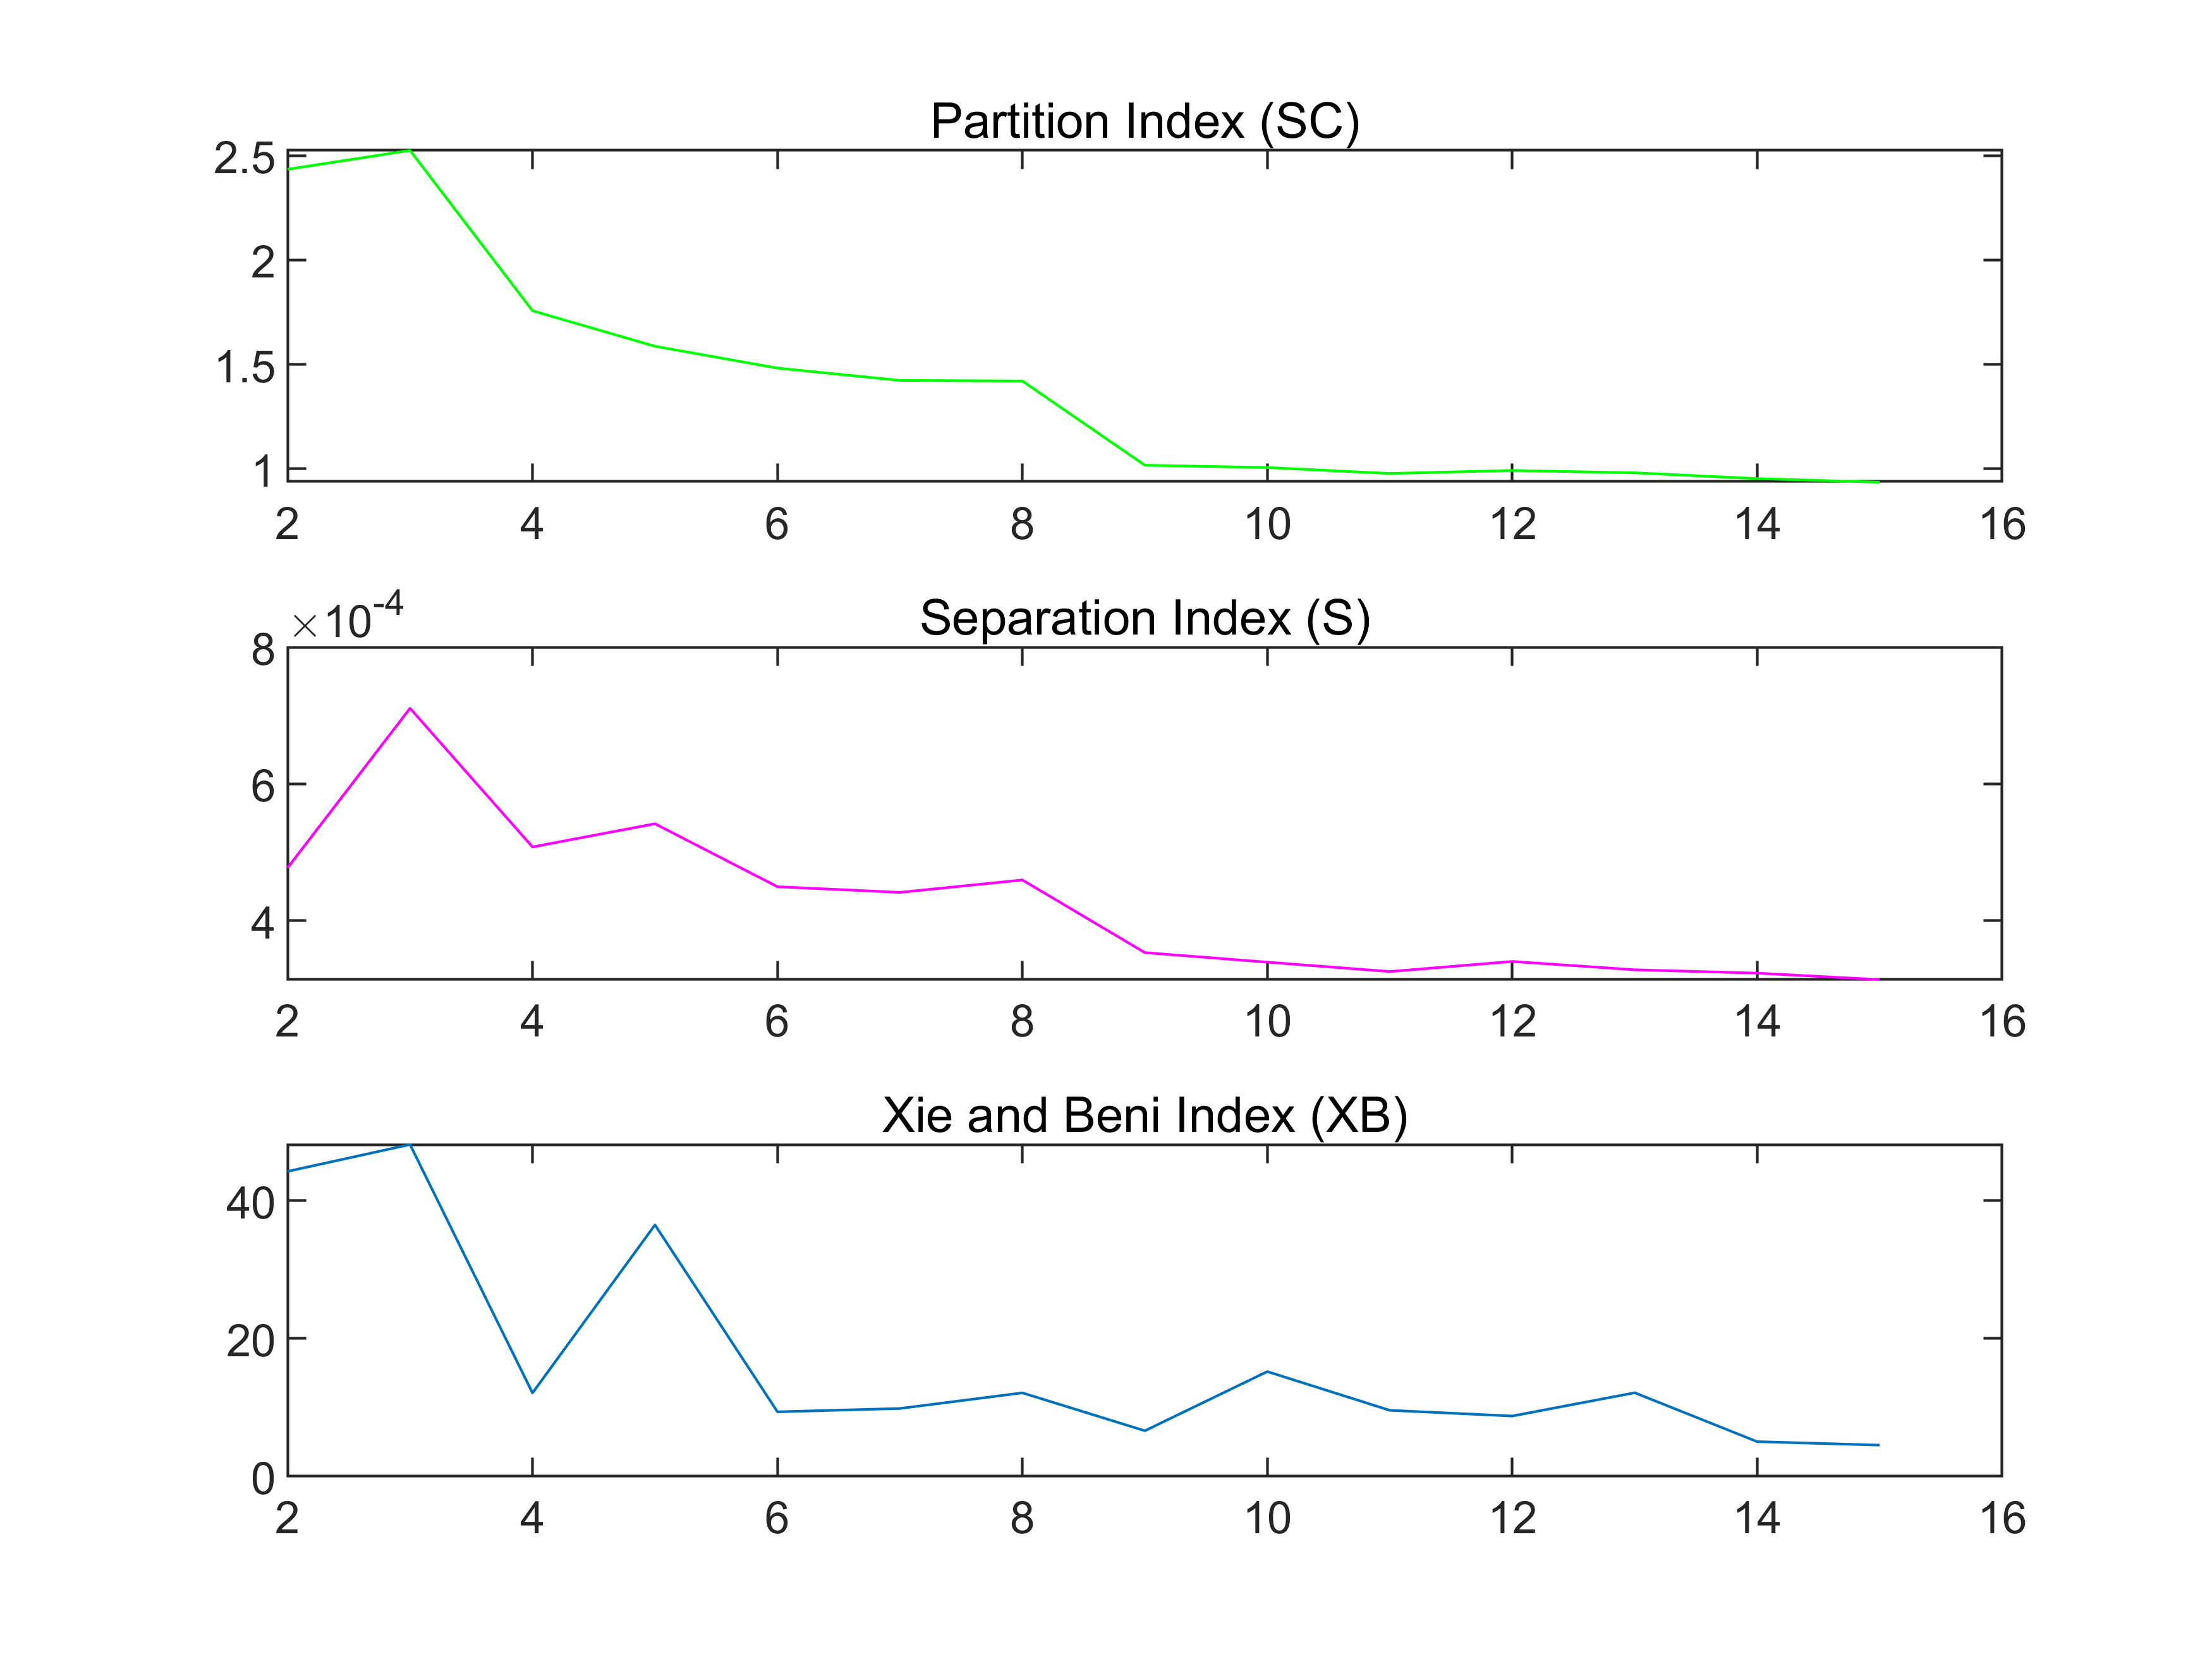 Partition Index (SC)
2.5
2
1.5
1
2 4 6 8 10 12 14 16
Separation Index (S)
×10-4
8
6
4
2 4 6 8 10 12 14 16
Xie and Beni Index (XB)
40
20
0
2 4 6 8 10 12 14 16